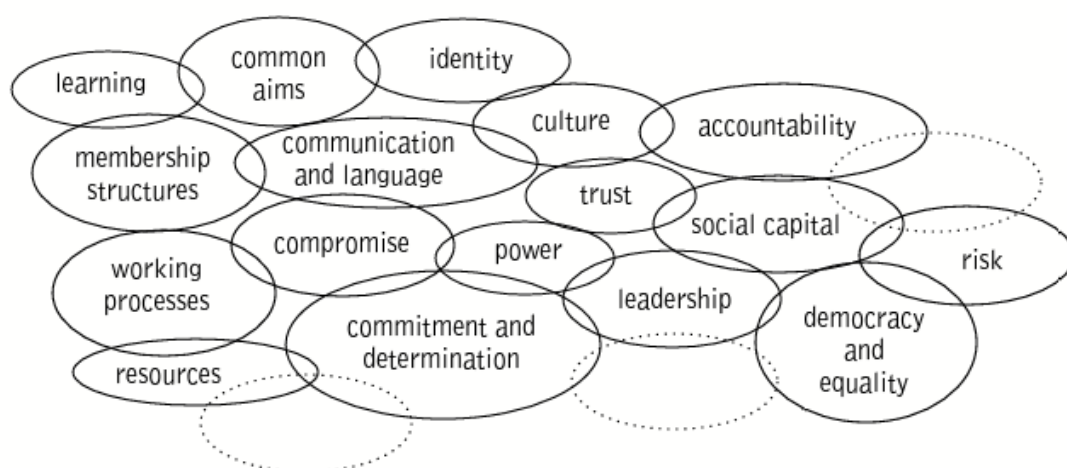 learning
common
aims
identity
culture
accountability
membership
structures
communication
and language
trust
social capital
compromise
power
risk
working
processes
leadership
commitment and
determination
democracy
and
equality
resources